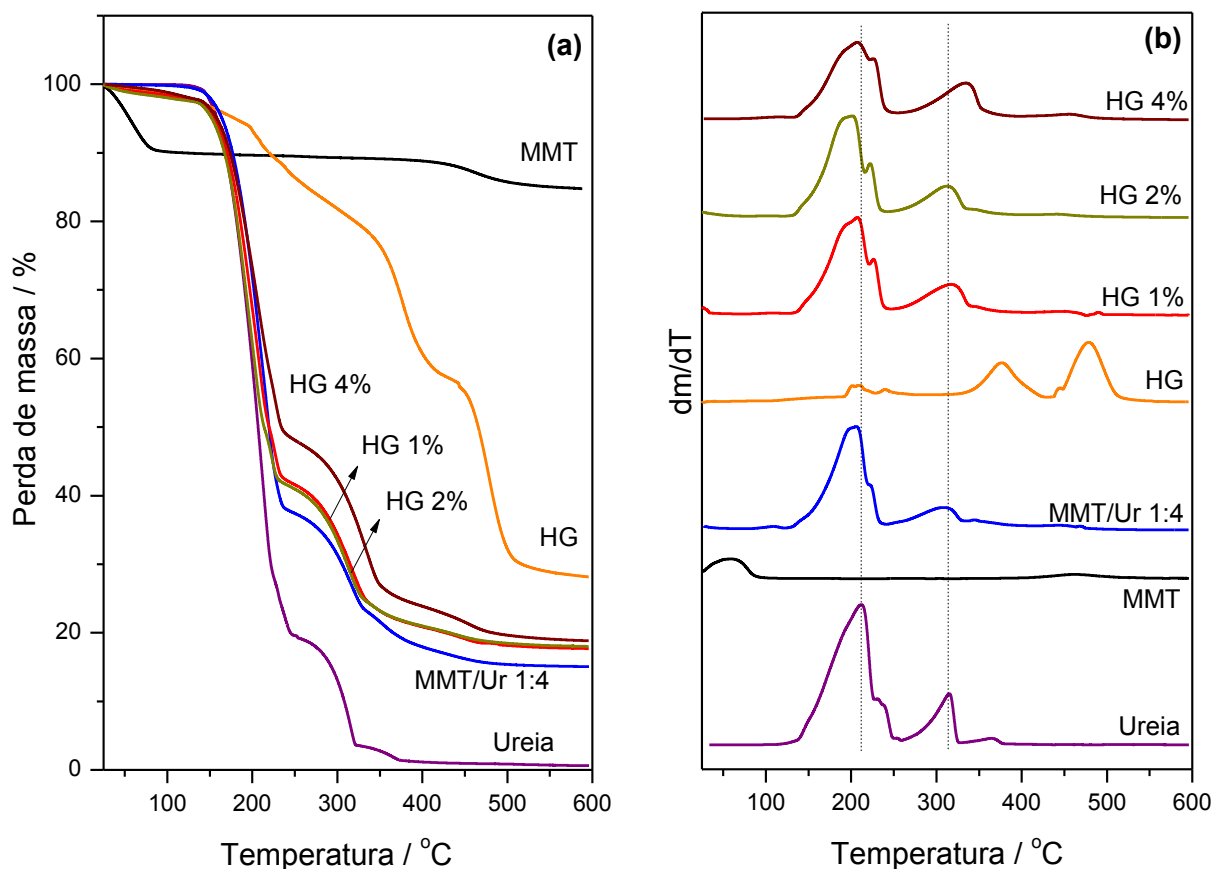 (a)
Perda de massa / %
100
80
60
40
20
0
MMT
HG 4%
HG 1%
HG 2%
HG
MMT/Ur 1:4
Ureia
100 200 300 400 500 600
Temperatura / °C
(b)
dm/dT
HG 4%
HG 2%
HG 1%
HG
MMT/Ur 1:4
MMT
Ureia
100 200 300 400 500 600
Temperatura / °C